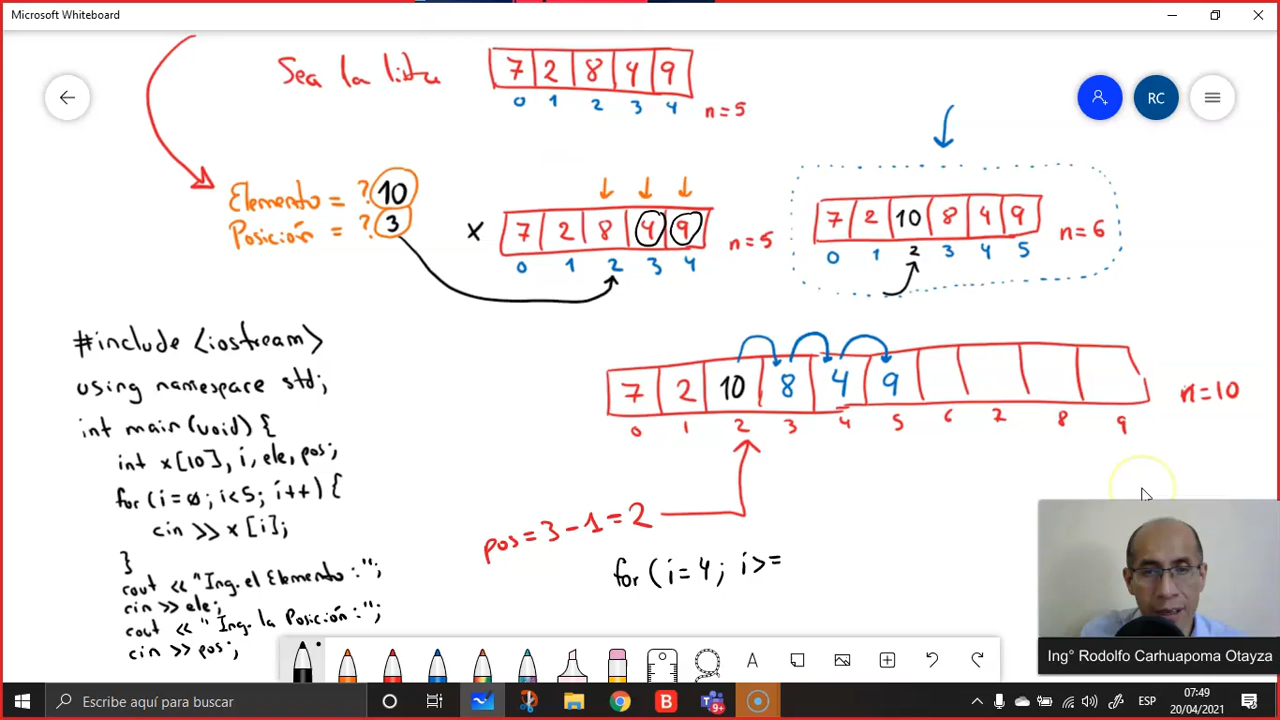 Microsoft Whiteboard
Sea la lista
7 2 8 4 9
0 1 2 3 4
n=5
RC
Elemento = ? 10
Posición = ? 3
x 7 2 8 4 9
0 1 2 3 4
n=5
7 2 10 8 4 9
0 1 2 3 4 5
n=6
#include <iostream>
using namespace std;
int main (void) {
int x[10], i, ele, pos;
for (i=0; i<5; i++) {
cin >> x[i];
}
cout << "Ing. el Elemento :";
cin >> ele;
cout << "Ing. la Posición :";
cin >> pos;
7 2 10 8 4 9
0 1 2 3 4 5 6 7 8 9
n=10
pos=3-1=2
for (i=4; i>=
Ing° Rodolfo Carhuapoma Otayza
A
Escribe aquí para buscar
B
9+
ESP
07:49
20/04/2021